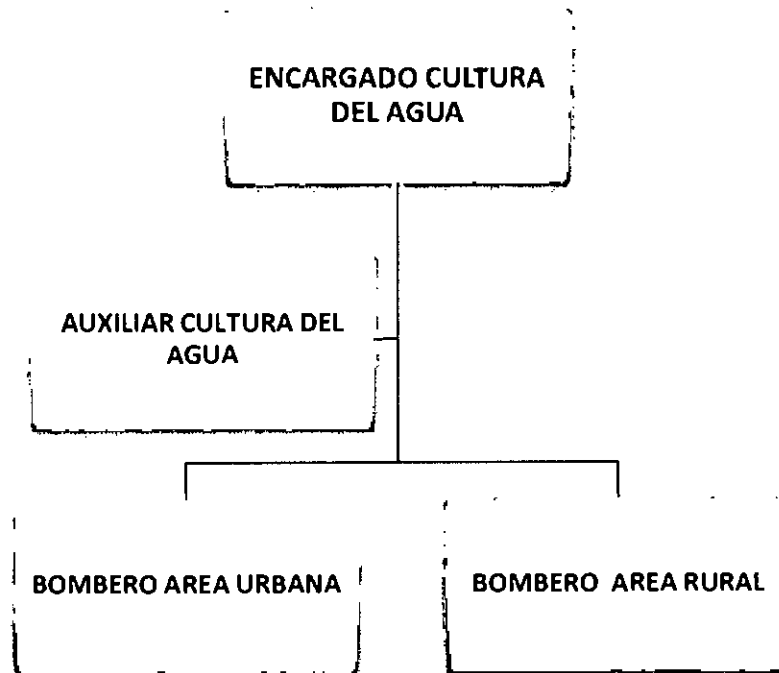 ENCARGADO CULTURA
DEL AGUA
AUXILIAR CULTURA DEL
AGUA
BOMBERO AREA URBANA
BOMBERO AREA RURAL